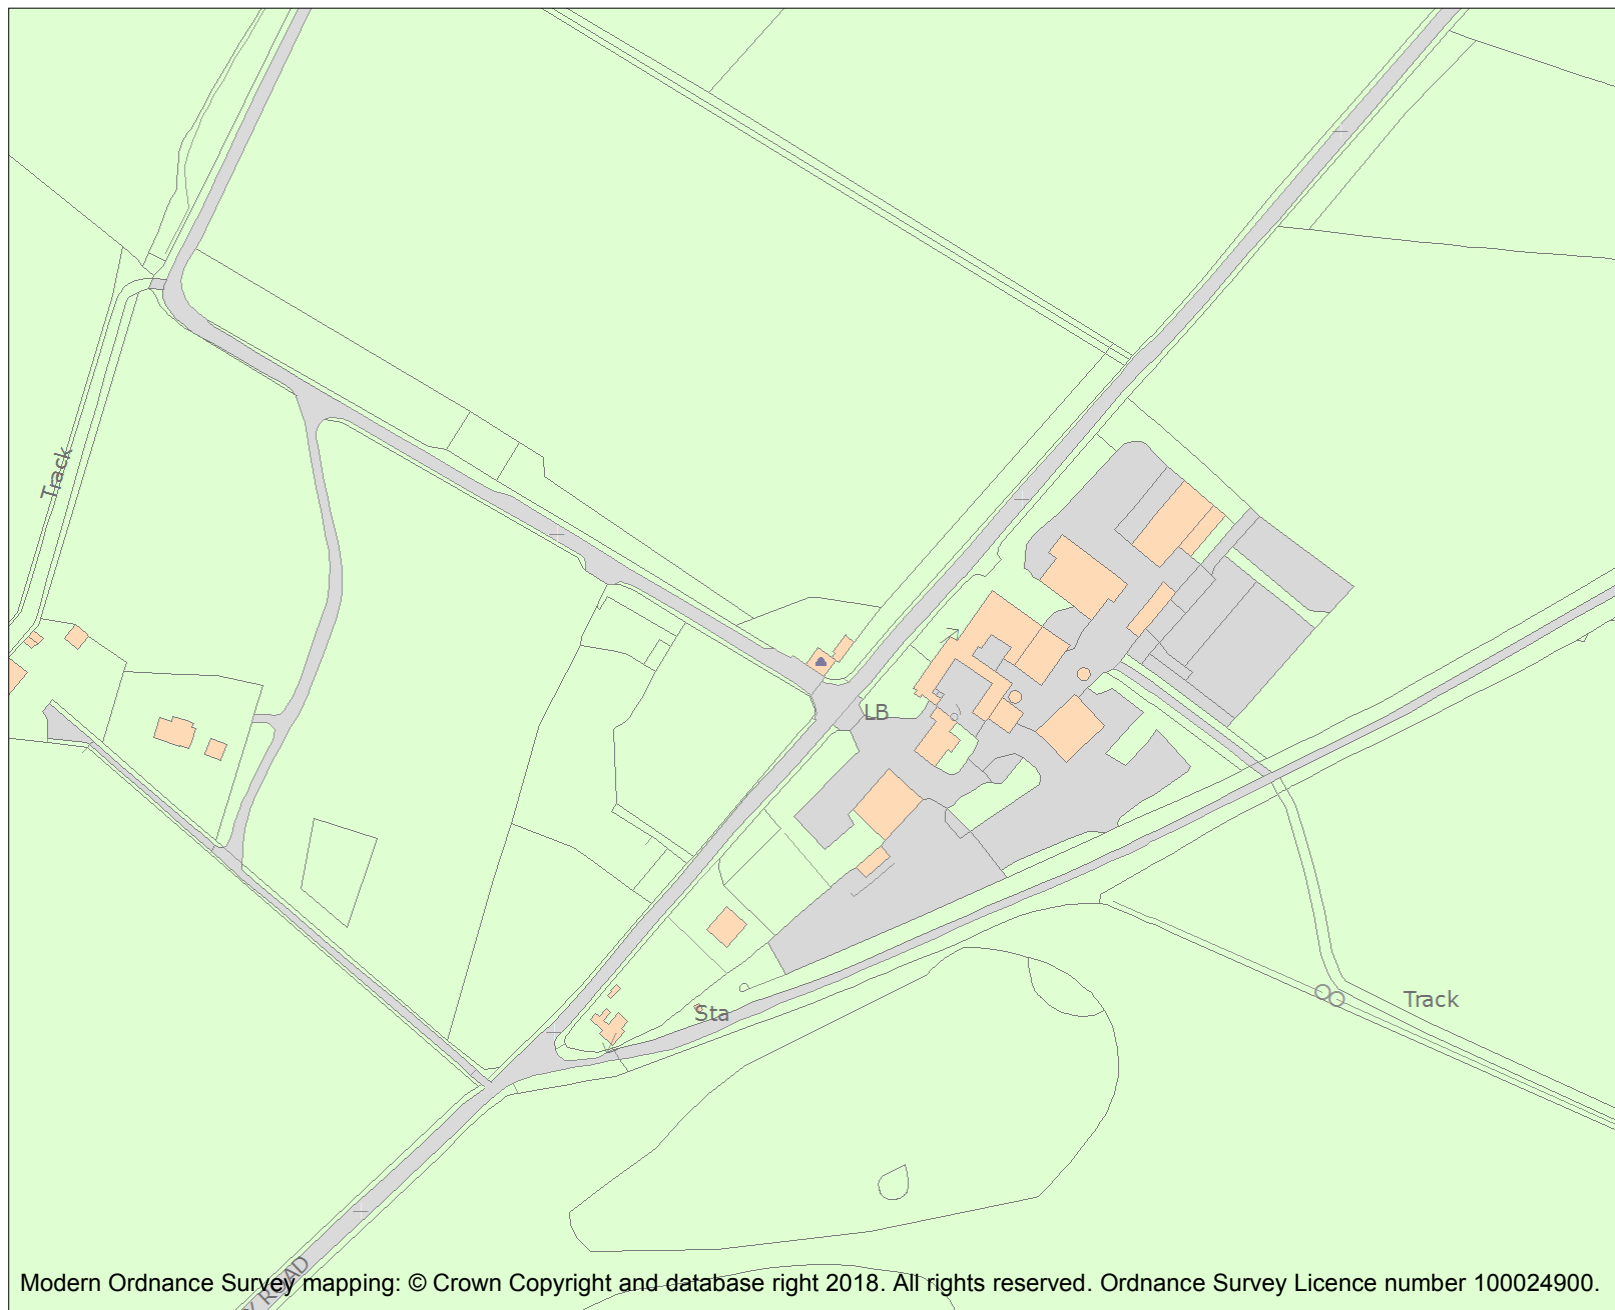 Track
LB
Sta
Track
ROAD
Modern Ordnance Survey mapping: © Crown Copyright and database right 2018. All rights reserved. Ordnance Survey Licence number 100024900.